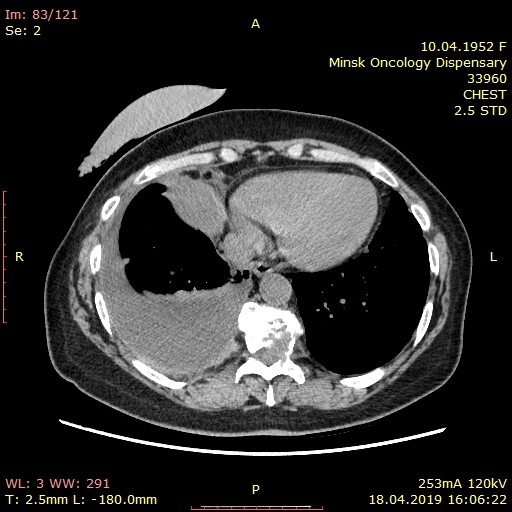 Im: 83/121
Se: 2
A
10.04.1952 F
Minsk Oncology Dispensary
33960
CHEST
2.5 STD
R
L
WL: 3 WW: 291
T: 2.5mm L: -180.0mm
P
253mA 120kV
18.04.2019 16:06:22